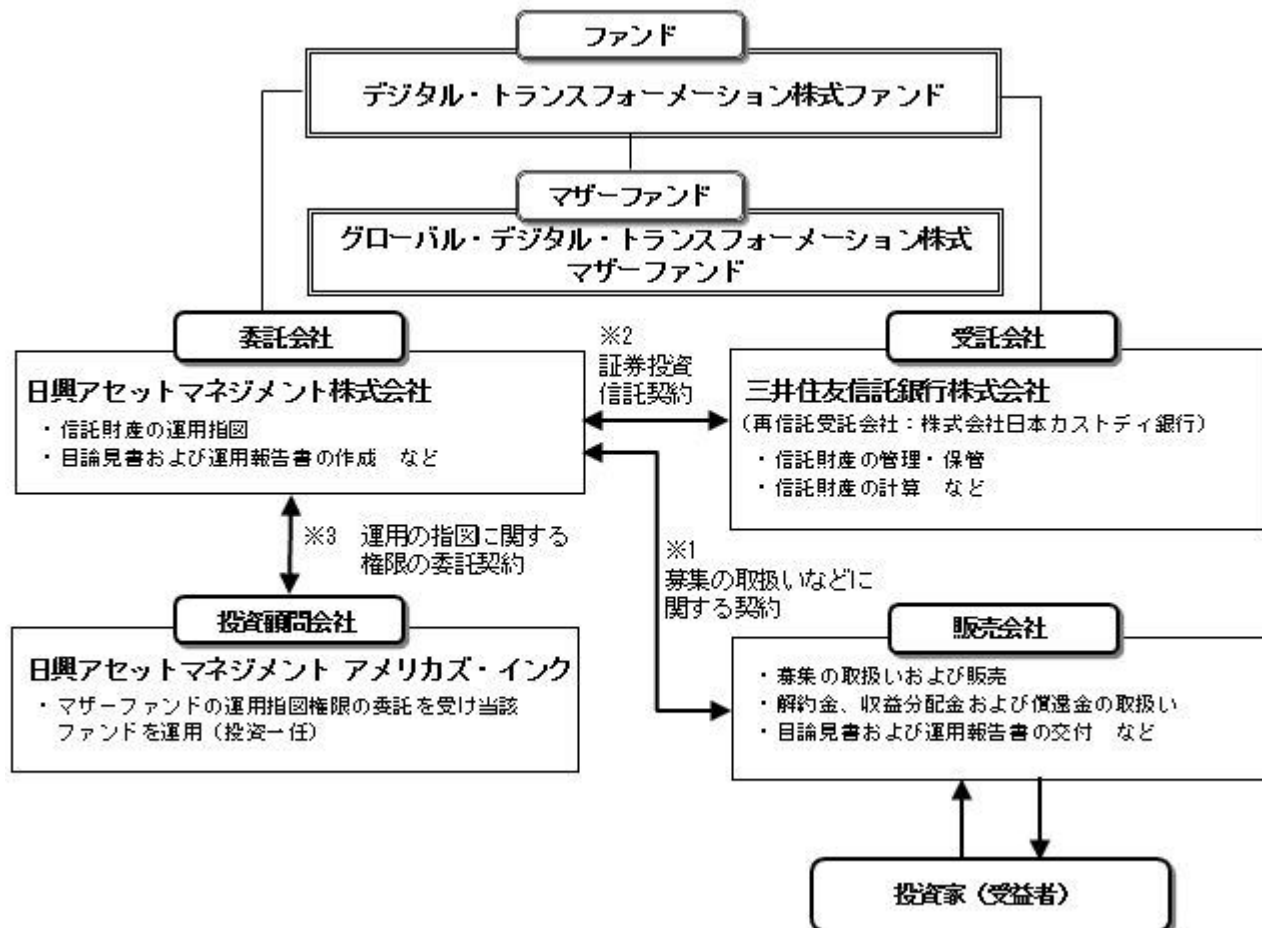 ファンド
デジタル・トランスフォーメーション株式ファンド
マザーファンド
グローバル・デジタル・トランスフォーメーション株式
マザーファンド
委託会社
日興アセットマネジメント株式会社
・信託財産の運用指図
・目論見書および運用報告書の作成 など
※2
証券投資
信託契約
受託会社
三井住友信託銀行株式会社
(再信託受託会社:株式会社日本カストディ銀行)
・信託財産の管理・保管
・信託財産の計算 など
※3 運用の指図に関する
権限の委託契約
※1
募集の取扱いなどに
関する契約
投資顧問会社
日興アセットマネジメント アメリカズ・インク
・マザーファンドの運用指図権限の委託を受け当該
ファンドを運用(投資一任)
販売会社
・募集の取扱いおよび販売
・解約金、収益分配金および償還金の取扱い
・目論見書および運用報告書の交付 など
投資家(受益者)